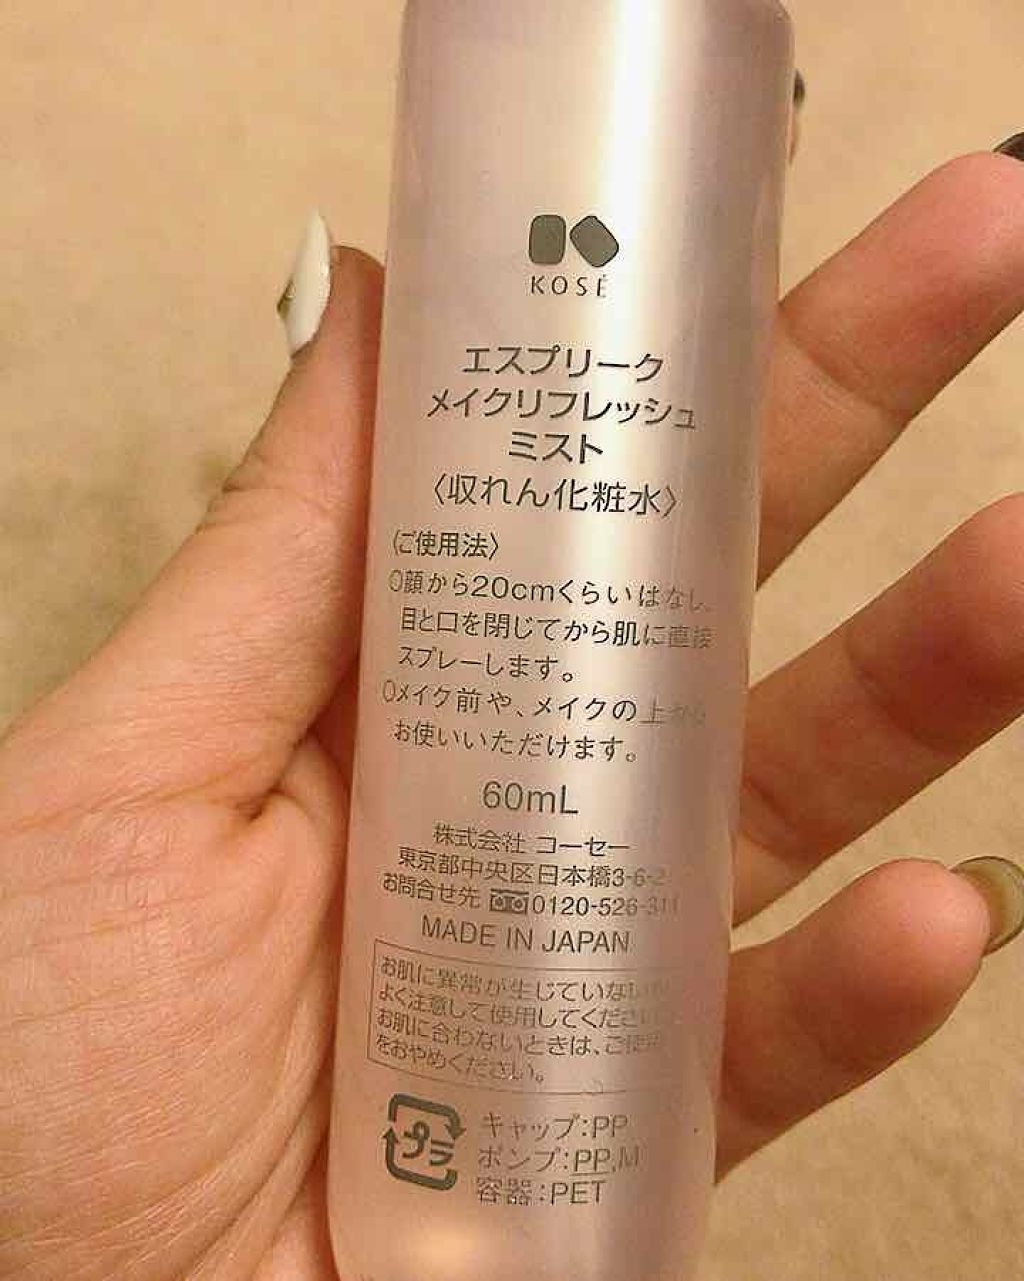 KOSÉ
エスプリーク
メイクリフレッシュ
ミスト
〈収れん化粧水〉
〈ご使用法〉
○顔から20cmくらいはなし、
目と口を閉じてから肌に直接
スプレーします。
○メイク前や、メイクの上から
お使いいただけます。
60mL
株式会社 コーセー
東京都中央区日本橋3-6-2
お問合せ先 0120-526-311
MADE IN JAPAN
お肌に異常が生じていないか
よく注意して使用してください。
お肌に合わないときは、ご使用
をおやめください。
プラ
キャップ:PP
ポンプ:PP,M
容器:PET